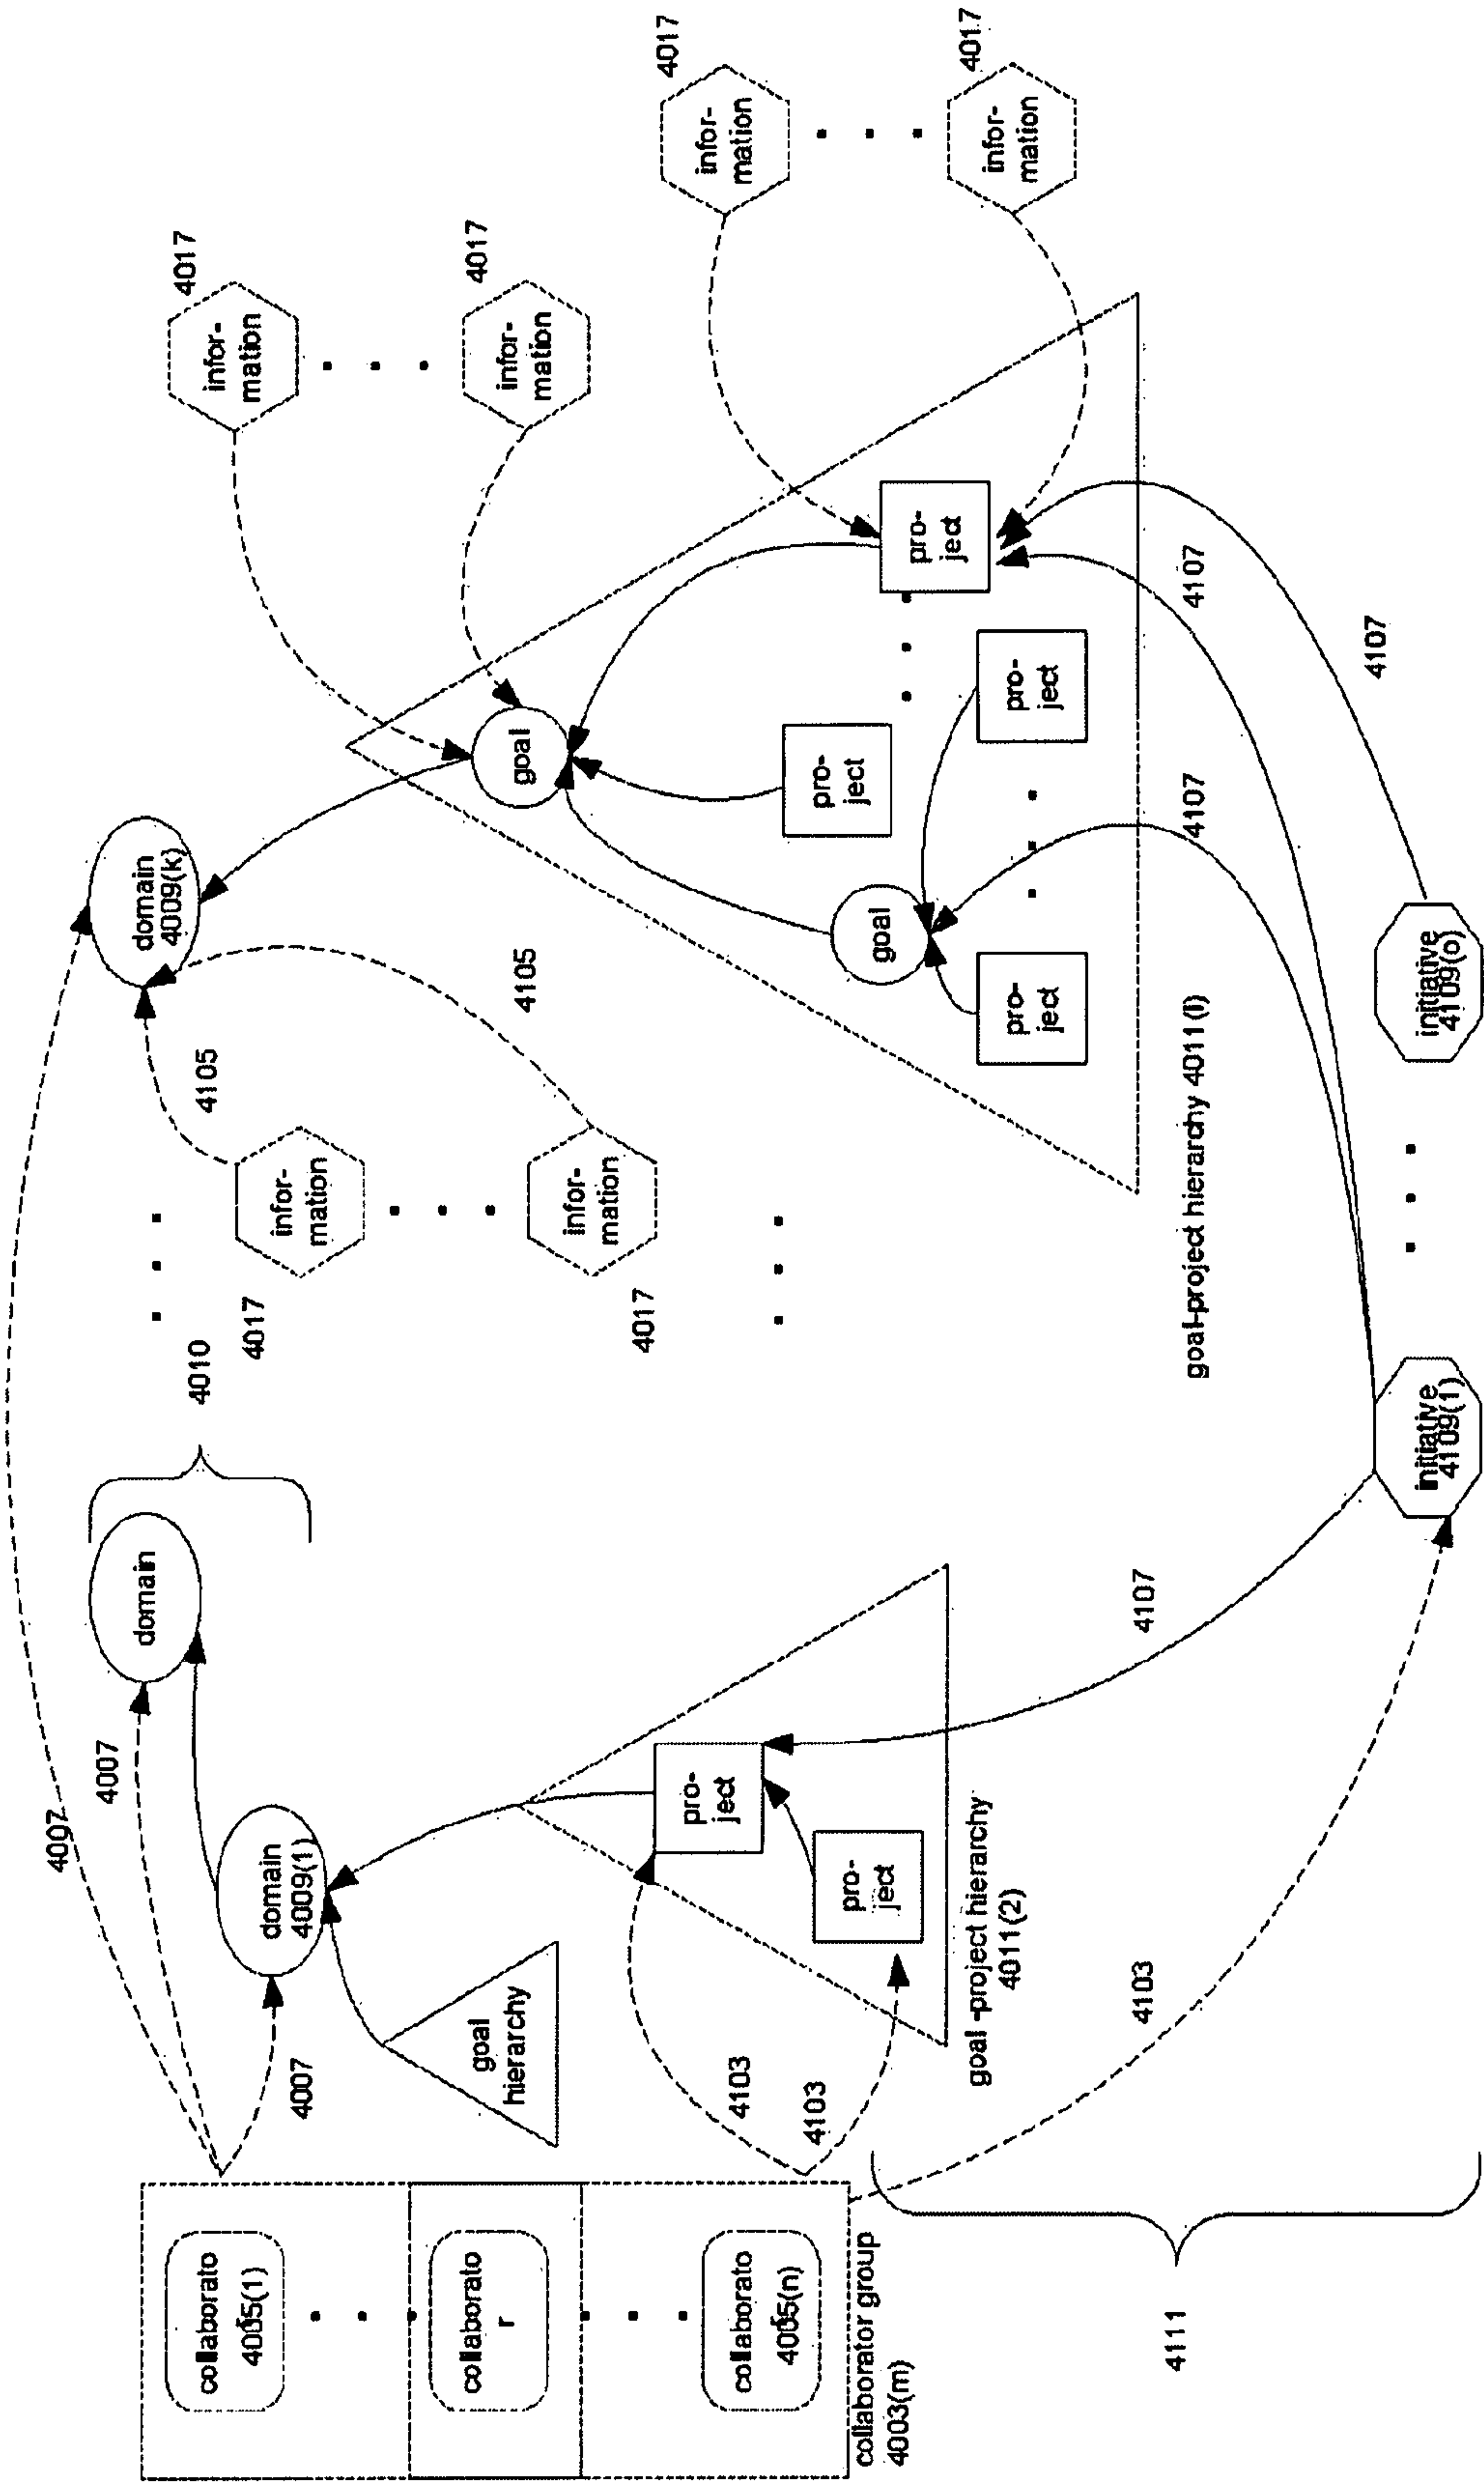 4007
4007
4007
domain
4010
domain
4009(1)
goal
hierarchy
collaborato
r
4005(1)
collaborato
r
collaborato
r
4005(n)
collaborator group
4003(m)
4103
4103
4103
pro-
ject
pro-
ject
goal -project hierarchy
4011(2)
4111
domain
4009(k)
4105
4105
infor-
mation
4017
infor-
mation
4017
infor-
mation
4017
infor-
mation
4017
infor-
mation
4017
infor-
mation
4017
goal
goal
pro-
ject
pro-
ject
pro-
ject
pro-
ject
goal-project hierarchy 4011(l)
4107
4107
4107
4107
initiative
4109(1)
initiative
4109(o)